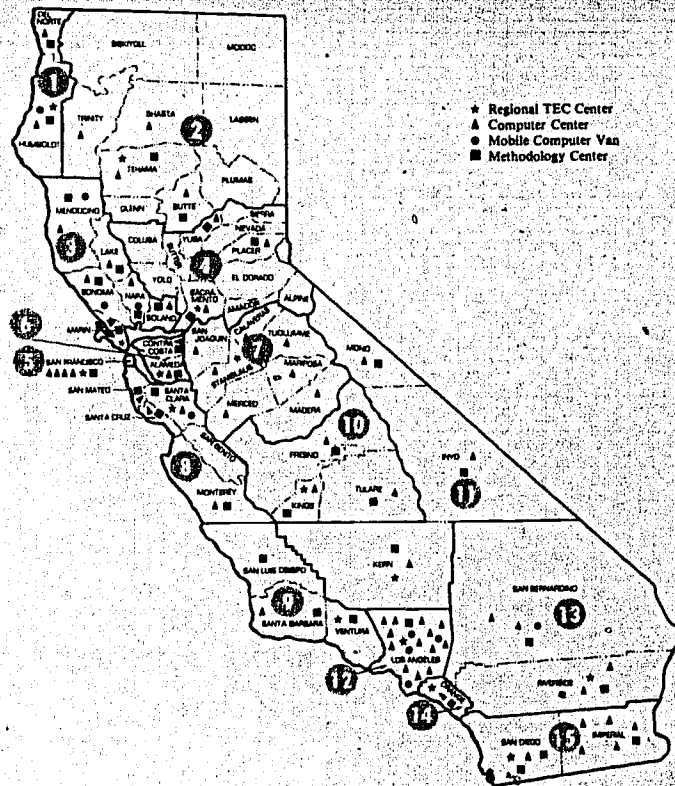 DEL NORTE
SISKIYOU
MODOC
1
★ Regional TEC Center
▲ Computer Center
● Mobile Computer Van
■ Methodology Center
TRINITY
SHASTA
2
LASSEN
HUMBOLDT
TEHAMA
PLUMAS
MENDOCINO
GLENN
BUTTE
SIERRA
NEVADA
3
COLUSA
YUBA
PLACER
LAKE
4
YOLO
EL DORADO
SONOMA
NAPA
SACRA
MENTO
AMADOR
ALPINE
SOLANO
MARIN
SAN
JOAQUIN
CALAVERAS
TUOLUMNE
CONTRA
COSTA
7
MONO
SAN FRANCISCO
ALAMEDA
STANISLAUS
MARIPOSA
SAN MATEO
SANTA
CLARA
MERCED
MADERA
SANTA CRUZ
10
SAN BENITO
FRESNO
INYO
8
11
MONTEREY
KINGS
TULARE
SAN LUIS OBISPO
KERN
SAN BERNARDINO
9
13
SANTA BARBARA
VENTURA
LOS ANGELES
12
ORANGE
RIVERSIDE
14
SAN DIEGO
15
IMPERIAL